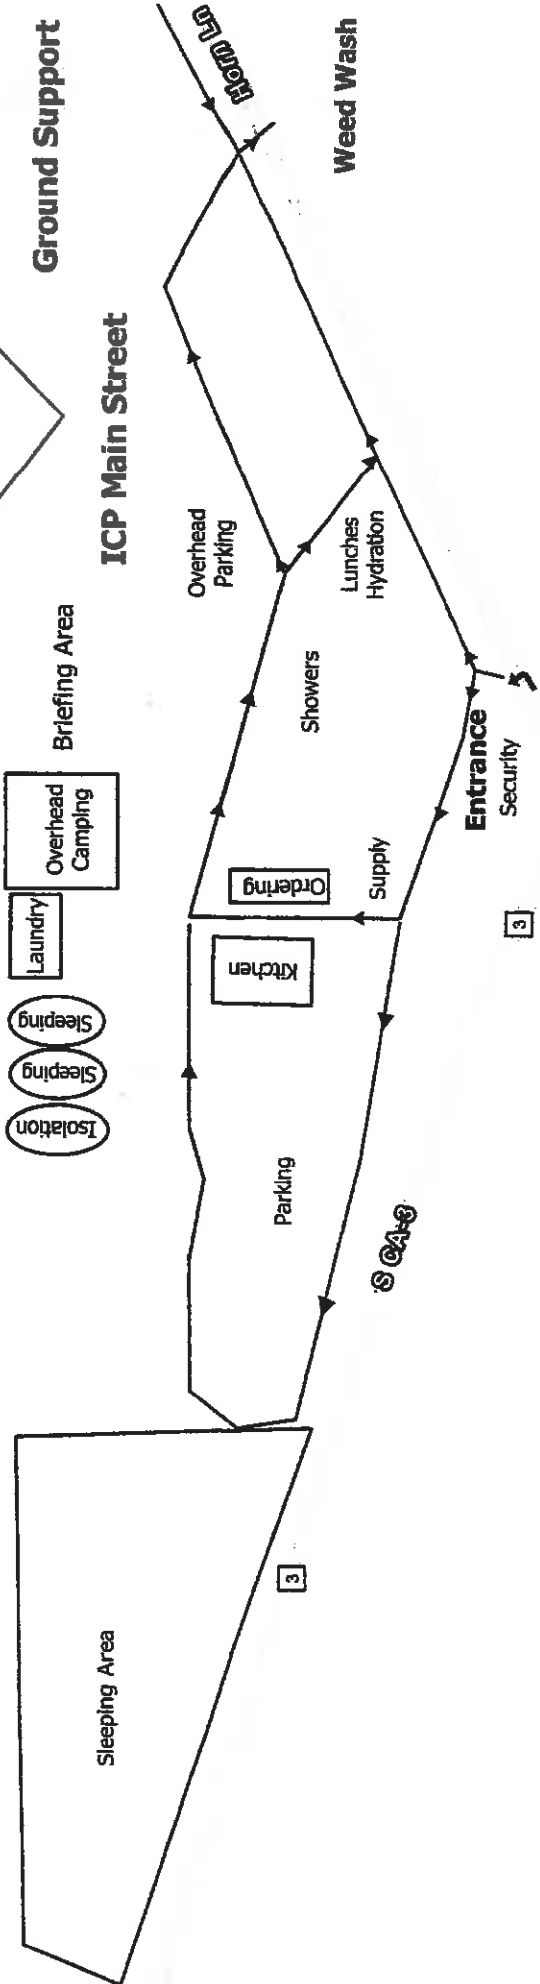 Ground Support
Horn Ln
Weed Wash
ICP Main Street
Overhead
Parking
Lunches
Hydration
Briefing Area
Showers
Overhead
Camping
Laundry
Ordering
Supply
Entrance
Security
3
Kitchen
Sleeping
Sleeping
Isolation
Parking
S CA-3
Sleeping Area
3